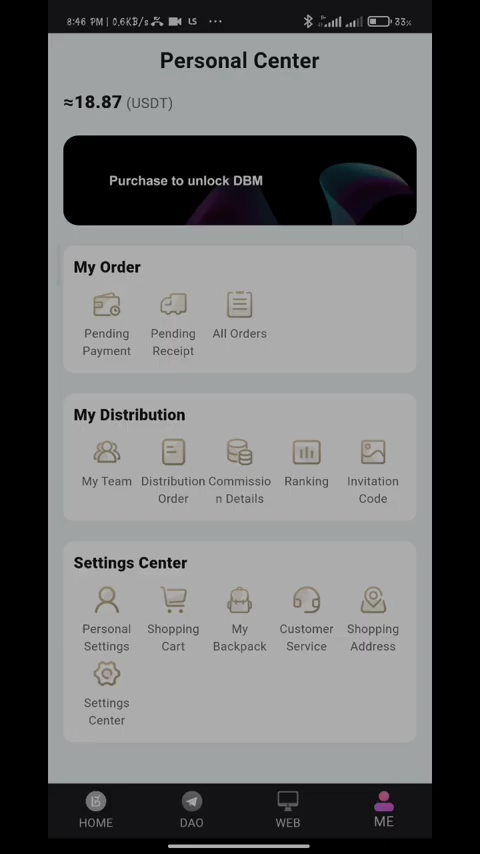 8:46 PM | 0.6KB/s LS ... 33%
Personal Center
≈18.87 (USDT)
Purchase to unlock DBM
My Order
Pending Payment
Pending Receipt
All Orders
My Distribution
My Team
Distribution Order
Commissio
n Details
Ranking
Invitation Code
Settings Center
Personal Settings
Shopping Cart
My Backpack
Customer Service
Shopping Address
Settings Center
HOME
DAO
WEB
ME